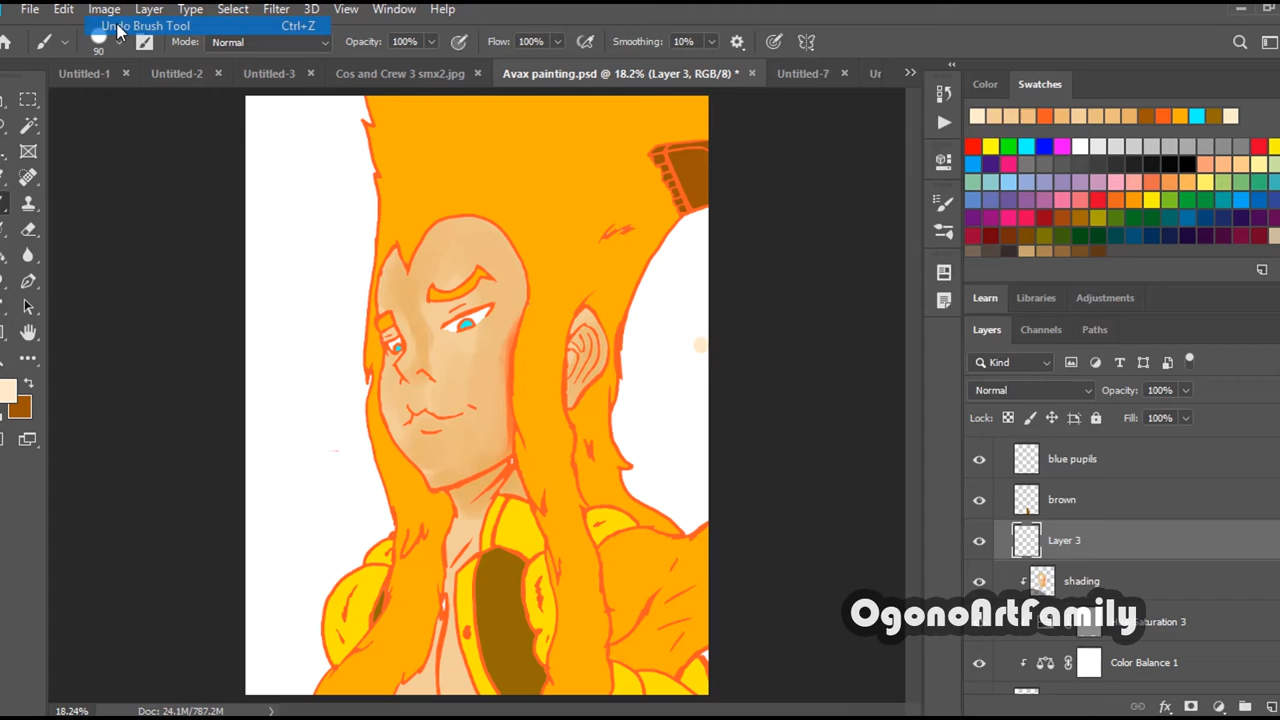 File Edit Image Layer Type Select Filter 3D View Window Help
Undo Brush Tool Ctrl+Z
90 Mode: Normal Opacity: 100% Flow: 100% Smoothing: 10%
Untitled-1 Untitled-2 Untitled-3 Cos and Crew 3 smx2.jpg Avax painting.psd @ 18.2% (Layer 3, RGB/8) * Untitled-7
Color Swatches
Learn Libraries Adjustments
Layers Channels Paths
Kind
Normal Opacity: 100%
Lock: Fill: 100%
blue pupils
brown
Layer 3
shading
OgonoArtFamily
Saturation 3
Color Balance 1
18.24% Doc: 24.1M/787.2M